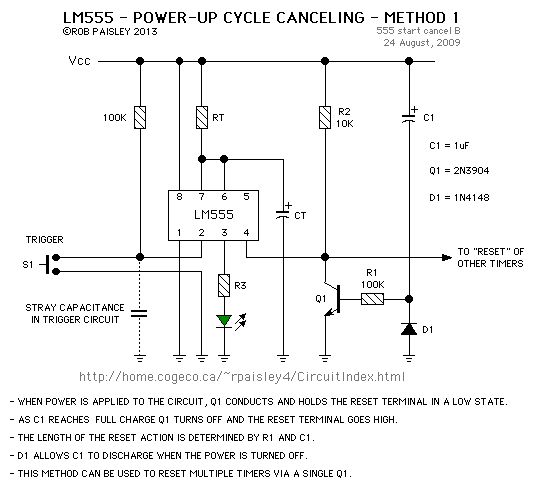 LM555 - POWER-UP CYCLE CANCELING - METHOD 1
©ROB PAISLEY 2013
555 start cancel B
24 August, 2009
Vcc
100K
RT
R2
10K
C1
C1 = 1uF
Q1 = 2N3904
D1 = 1N4148
8 7 6 5
LM555
1 2 3 4
CT
TRIGGER
S1
TO "RESET" OF
OTHER TIMERS
R1
100K
R3
Q1
D1
STRAY CAPACITANCE
IN TRIGGER CIRCUIT
http://home.cogeco.ca/~rpaisley4/CircuitIndex.html
- WHEN POWER IS APPLIED TO THE CIRCUIT, Q1 CONDUCTS AND HOLDS THE RESET TERMINAL IN A LOW STATE.
- AS C1 REACHES FULL CHARGE Q1 TURNS OFF AND THE RESET TERMINAL GOES HIGH.
- THE LENGTH OF THE RESET ACTION IS DETERMINED BY R1 AND C1.
- D1 ALLOWS C1 TO DISCHARGE WHEN THE POWER IS TURNED OFF.
- THIS METHOD CAN BE USED TO RESET MULTIPLE TIMERS VIA A SINGLE Q1.